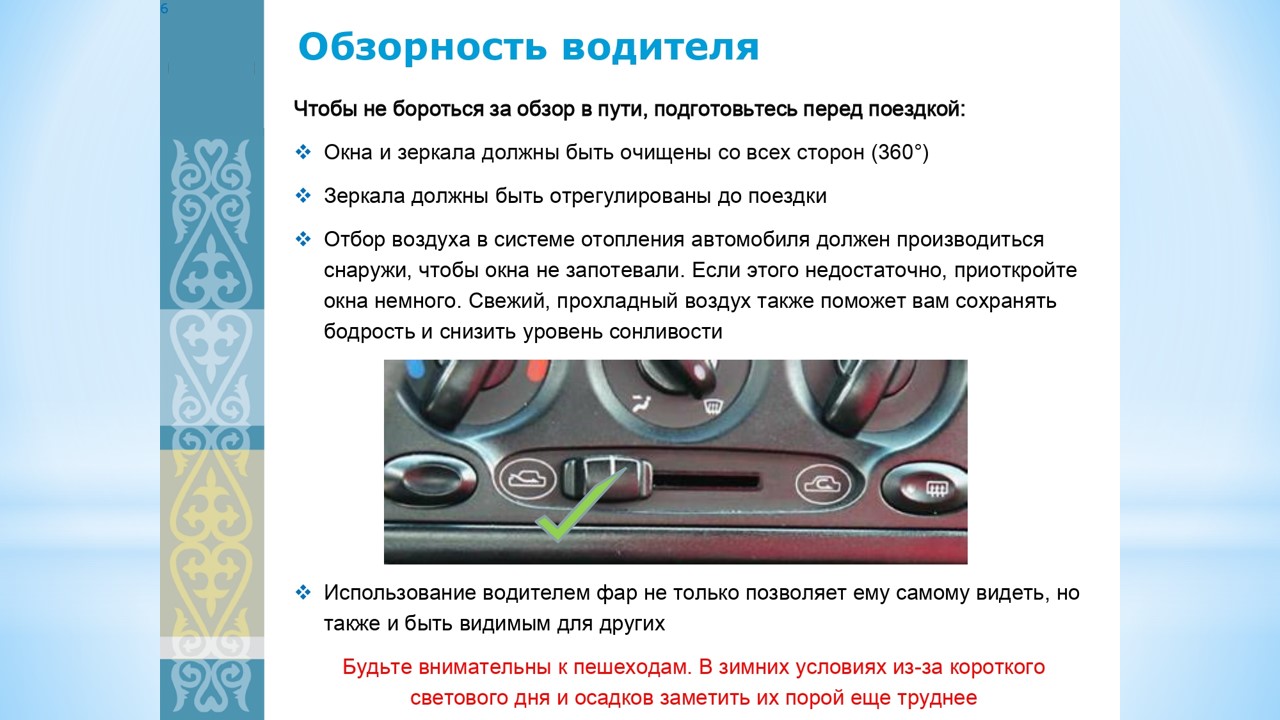 6
Обзорность водителя
Чтобы не бороться за обзор в пути, подготовьтесь перед поездкой:
❖ Окна и зеркала должны быть очищены со всех сторон (360°)
❖ Зеркала должны быть отрегулированы до поездки
❖ Отбор воздуха в системе отопления автомобиля должен производиться
снаружи, чтобы окна не запотевали. Если этого недостаточно, приоткройте
окна немного. Свежий, прохладный воздух также поможет вам сохранять
бодрость и снизить уровень сонливости
❖ Использование водителем фар не только позволяет ему самому видеть, но
также и быть видимым для других
Будьте внимательны к пешеходам. В зимних условиях из-за короткого
светового дня и осадков заметить их порой еще труднее